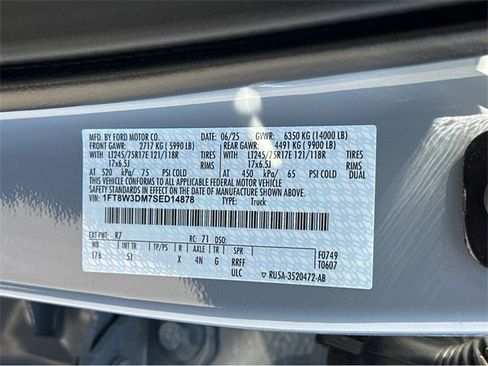 MFD. BY FORD MOTOR CO. 06/25 GVWR: 6350 KG (14000 LB)
FRONT GAWR: 2717 KG (5990 LB) REAR GAWR: 4491 KG (9900 LB)
WITH LT245/75R17E 121/118R TIRES WITH LT245/75R17E 121/118R TIRES
17x6.5J RIMS 17x6.5J RIMS
AT 520 kPa/ 75 PSI COLD AT 450 kPa/ 65 PSI COLD DUAL
THIS VEHICLE CONFORMS TO ALL APPLICABLE FEDERAL MOTOR VEHICLE
SAFETY STANDARDS IN EFFECT ON THE DATE OF MANUFACTURE SHOWN ABOVE.
VIN: 1FT8W3DM7SED14878 TYPE: Truck
EXT PNT: R7 RC: 71 DSO: F0749
WB INT TR TP/PS R AXLE TR SPR T0607
176 SJ X 4N G RRFF
ULC RU5A-3520472-AB